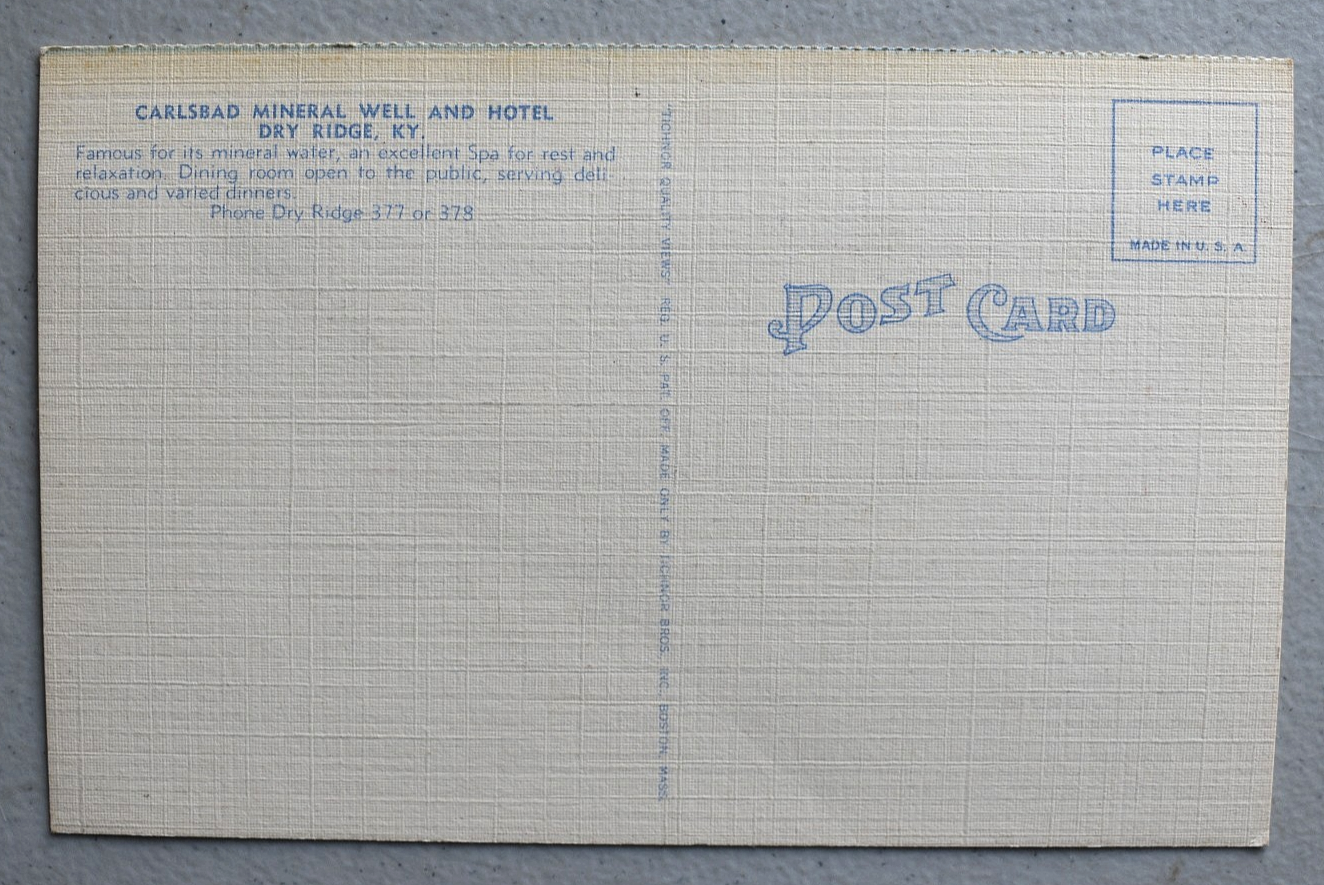 CARLSBAD MINERAL WELL AND HOTEL
DRY RIDGE, KY.
Famous for its mineral water, an excellent Spa for rest and
relaxation. Dining room open to the public, serving deli-
cious and varied dinners.
Phone Dry Ridge 377 or 378
"TICHNOR QUALITY VIEWS" REG. U. S. PAT. OFF. MADE ONLY BY TICHNOR BROS. INC., BOSTON, MASS.
PLACE
STAMP
HERE
MADE IN U. S. A.
POST CARD